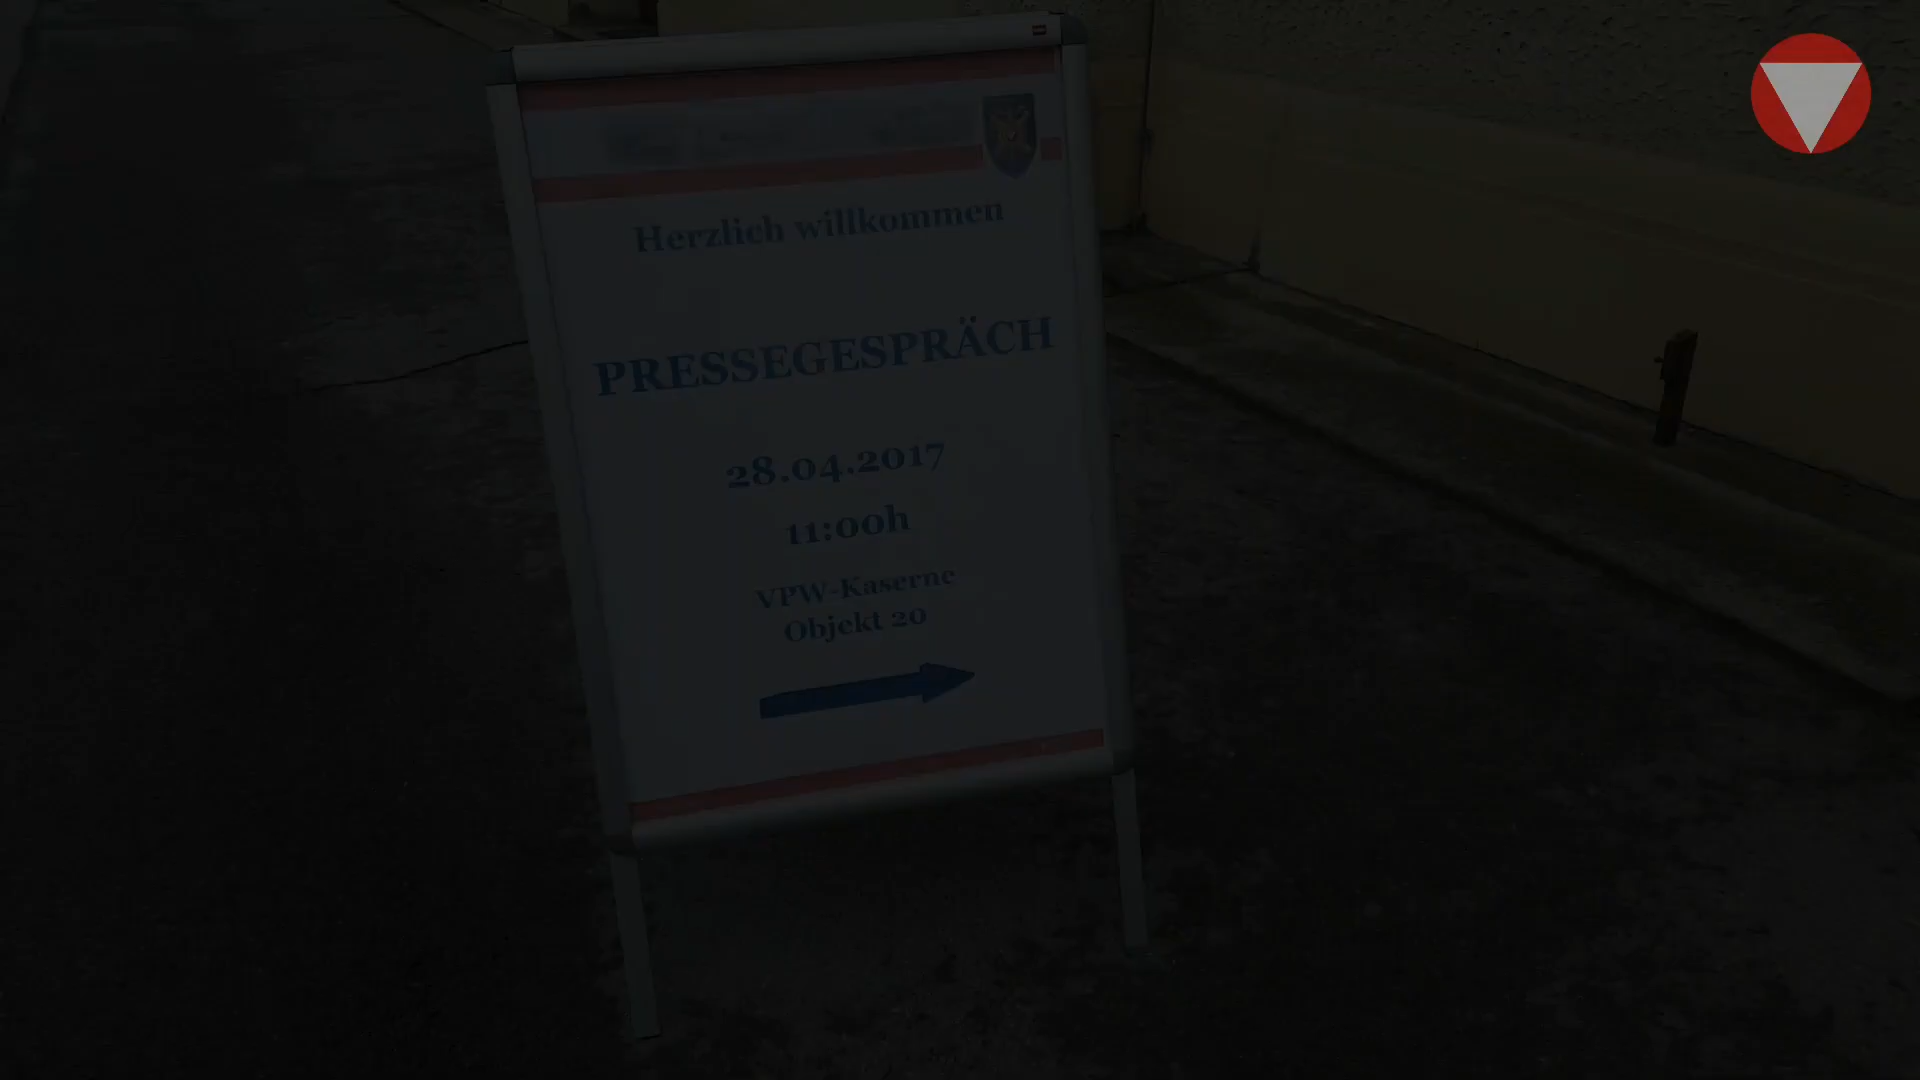 Herzlich willkommen
PRESSEGESPRÄCH
28.04.2017
11:00h
VPW-Kaserne
Objekt 20